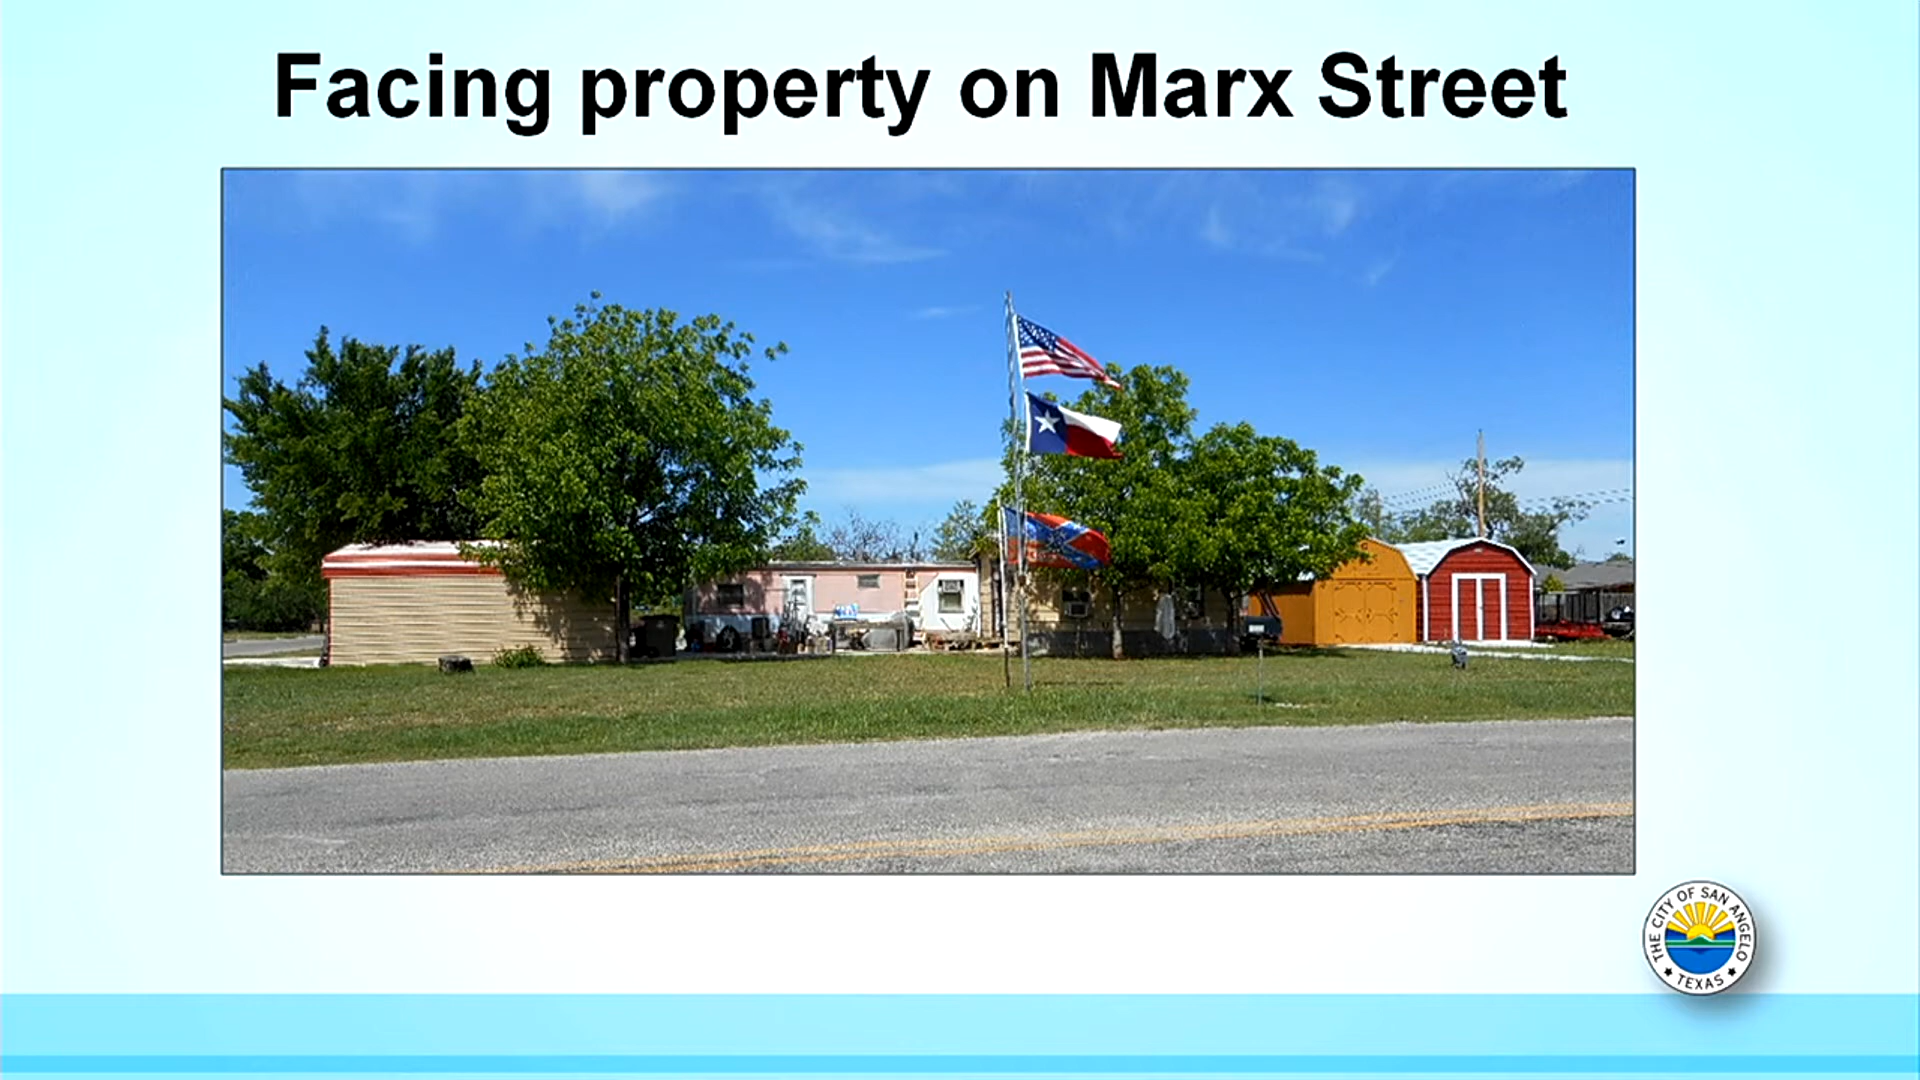 Facing property on Marx Street
THE CITY OF SAN ANGELO
TEXAS